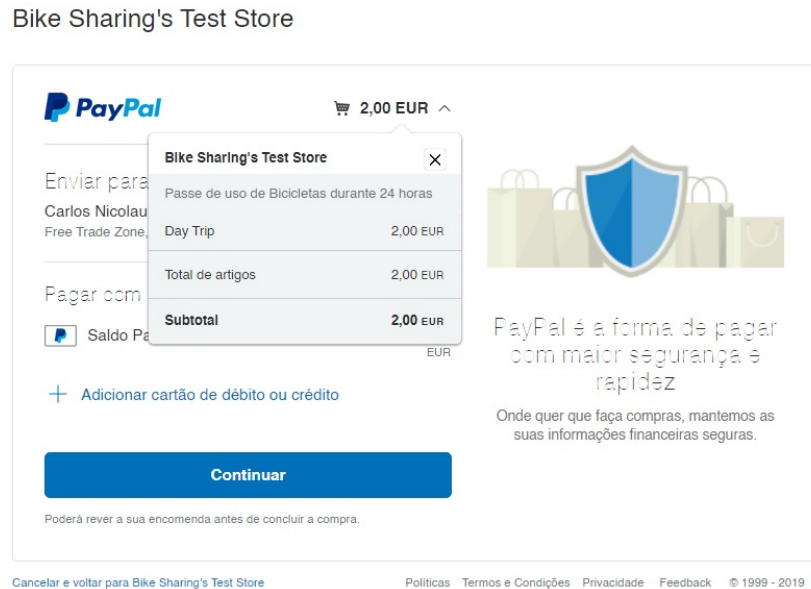 Bike Sharing's Test Store
PayPal
2,00 EUR
Bike Sharing's Test Store
Passe de uso de Bicicletas durante 24 horas
Day Trip 2,00 EUR
Total de artigos 2,00 EUR
Subtotal 2,00 EUR
Enviar para
Carlos Nicolau
Free Trade Zone,
Pagar com
Saldo Pa
EUR
Adicionar cartão de débito ou crédito
Continuar
Poderá rever a sua encomenda antes de concluir a compra.
PayPal é a forma de pagar
com maior segurança e
rapidez
Onde quer que faça compras, mantemos as
suas informações financeiras seguras.
Cancelar e voltar para Bike Sharing's Test Store
Políticas Termos e Condições Privacidade Feedback © 1999 - 2019